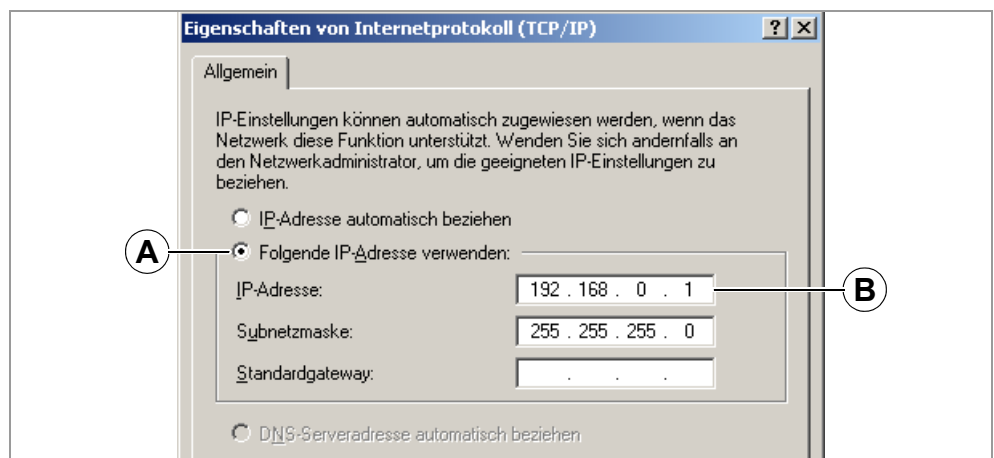 Eigenschaften von Internetprotokoll (TCP/IP)
Allgemein
IP-Einstellungen können automatisch zugewiesen werden, wenn das
Netzwerk diese Funktion unterstützt. Wenden Sie sich andernfalls an
den Netzwerkadministrator, um die geeigneten IP-Einstellungen zu
beziehen.
IP-Adresse automatisch beziehen
A Folgende IP-Adresse verwenden:
IP-Adresse: 192 . 168 . 0 . 1 B
Subnetzmaske: 255 . 255 . 255 . 0
Standardgateway: . . .
DNS-Serveradresse automatisch beziehen